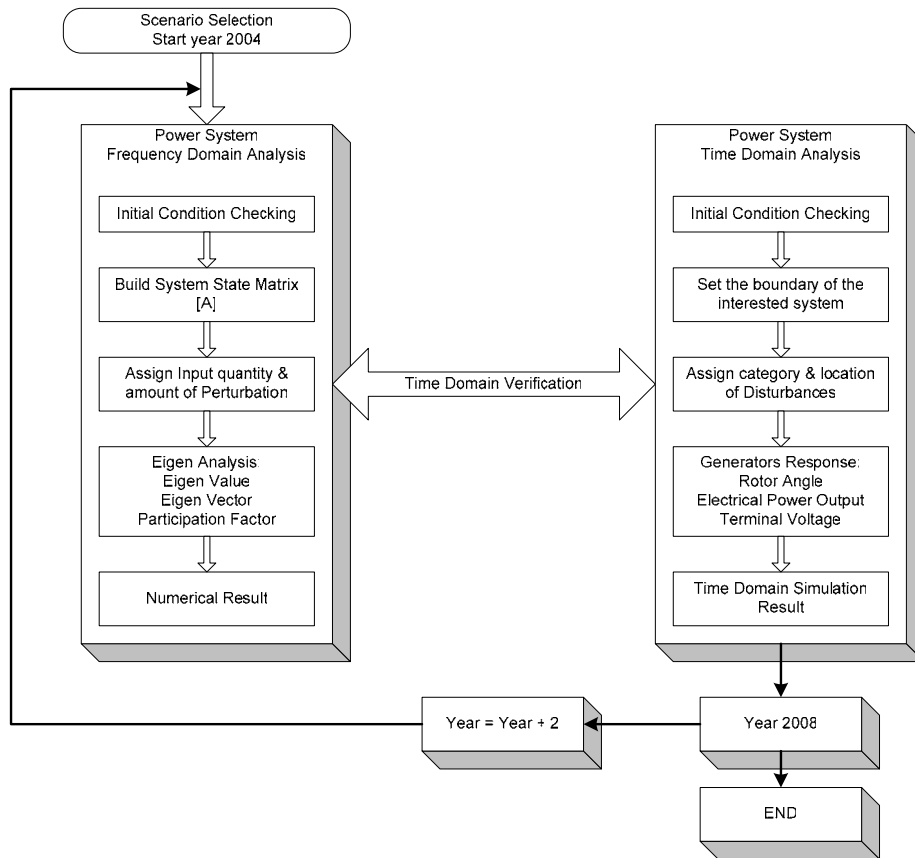 Scenario Selection
Start year 2004
Power System
Frequency Domain Analysis
Initial Condition Checking
Build System State Matrix
[A]
Assign Input quantity &
amount of Perturbation
Eigen Analysis:
Eigen Value
Eigen Vector
Participation Factor
Numerical Result
Time Domain Verification
Power System
Time Domain Analysis
Initial Condition Checking
Set the boundary of the
interested system
Assign category & location
of Disturbances
Generators Response:
Rotor Angle
Electrical Power Output
Terminal Voltage
Time Domain Simulation
Result
Year = Year + 2
Year 2008
END